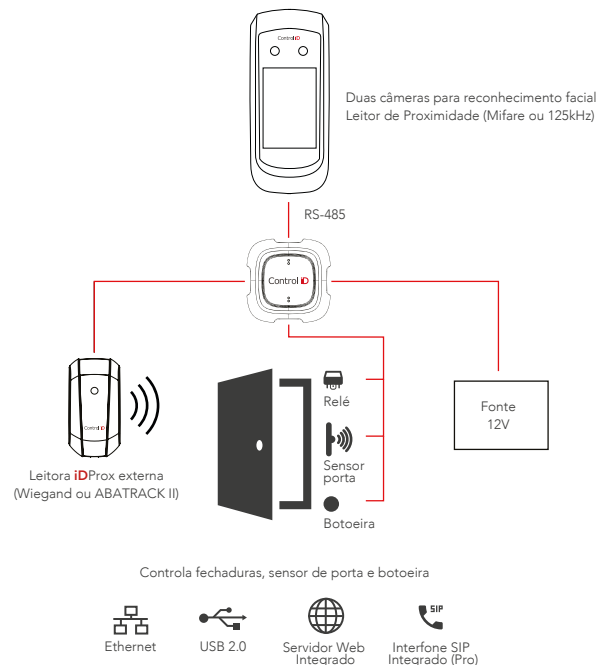 Control iD
Duas câmeras para reconhecimento facial
Leitor de Proximidade (Mifare ou 125kHz)
RS-485
Control iD
Control iD
Relé
Sensor
porta
Botoeira
Fonte
12V
Leitora iDProx externa
(Wiegand ou ABATRACK II)
Controla fechaduras, sensor de porta e botoeira
SIP
Ethernet
USB 2.0
Servidor Web
Integrado
Interfone SIP
Integrado (Pro)